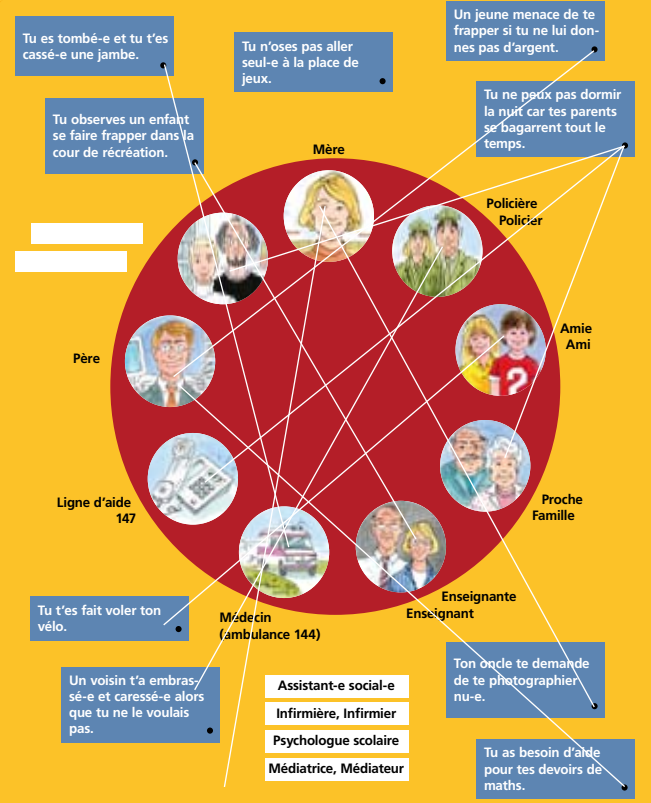 Un jeune menace de te
frapper si tu ne lui don-
nes pas d'argent.
Tu es tombé-e et tu t'es
cassé-e une jambe.
Tu n'oses pas aller
seul-e à la place de
jeux.
Tu ne peux pas dormir
la nuit car tes parents
se bagarrent tout le
temps.
Tu observes un enfant
se faire frapper dans la
cour de récréation.
Mère
Policière
Policier
Amie
Ami
Père
Ligne d'aide
147
Proche
Famille
Enseignante
Enseignant
Médecin
(ambulance 144)
Tu t'es fait voler ton
vélo.
Un voisin t'a embras-
sé-e et caressé-e alors
que tu ne le voulais
pas.
Assistant-e social-e
Infirmière, Infirmier
Psychologue scolaire
Médiatrice, Médiateur
Ton oncle te demande
de te photographier
nu-e.
Tu as besoin d'aide
pour tes devoirs de
maths.
2